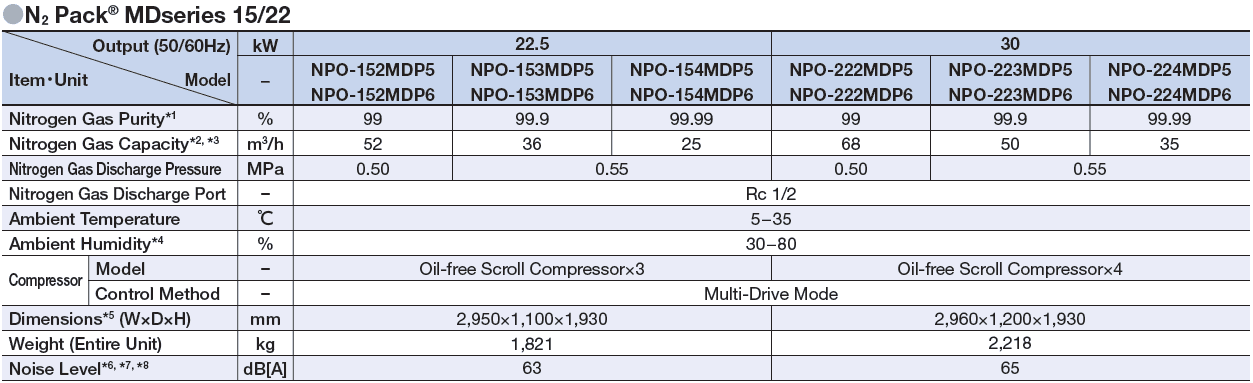 ●N₂ Pack® MDseries 15/22
Output (50/60Hz) kW 22.5 30
Item・Unit Model – NPO-152MDP5 NPO-153MDP5 NPO-154MDP5 NPO-222MDP5 NPO-223MDP5 NPO-224MDP5
NPO-152MDP6 NPO-153MDP6 NPO-154MDP6 NPO-222MDP6 NPO-223MDP6 NPO-224MDP6
Nitrogen Gas Purity*1 % 99 99.9 99.99 99 99.9 99.99
Nitrogen Gas Capacity*2, *3 m³/h 52 36 25 68 50 35
Nitrogen Gas Discharge Pressure MPa 0.50 0.55 0.50 0.55
Nitrogen Gas Discharge Port – Rc 1/2
Ambient Temperature ℃ 5–35
Ambient Humidity*4 % 30–80
Compressor Model – Oil-free Scroll Compressor×3 Oil-free Scroll Compressor×4
Control Method – Multi-Drive Mode
Dimensions*5 (W×D×H) mm 2,950×1,100×1,930 2,960×1,200×1,930
Weight (Entire Unit) kg 1,821 2,218
Noise Level*6, *7, *8 dB[A] 63 65